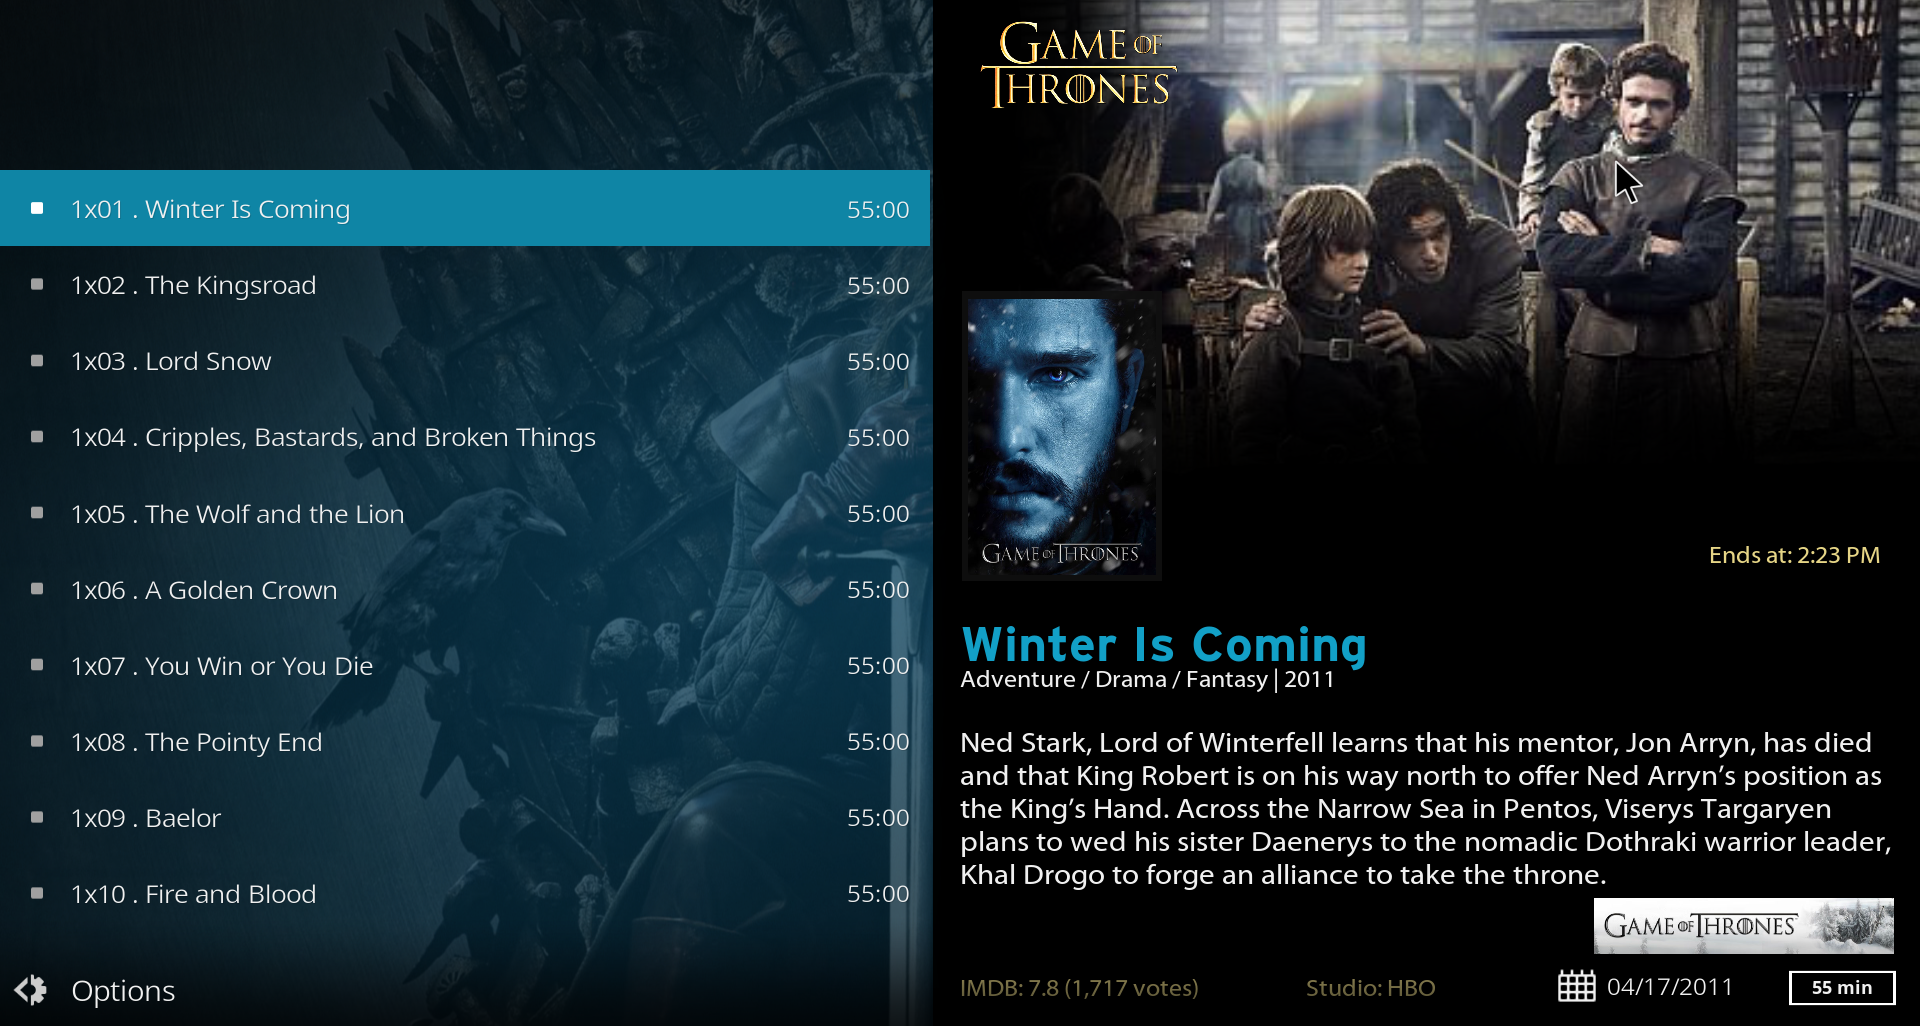 1x01 . Winter Is Coming 55:00
1x02 . The Kingsroad 55:00
1x03 . Lord Snow 55:00
1x04 . Cripples, Bastards, and Broken Things 55:00
1x05 . The Wolf and the Lion 55:00
1x06 . A Golden Crown 55:00
1x07 . You Win or You Die 55:00
1x08 . The Pointy End 55:00
1x09 . Baelor 55:00
1x10 . Fire and Blood 55:00
Options
GAME OF
THRONES
GAME OF THRONES
Ends at: 2:23 PM
Winter Is Coming
Adventure / Drama / Fantasy | 2011
Ned Stark, Lord of Winterfell learns that his mentor, Jon Arryn, has died
and that King Robert is on his way north to offer Ned Arryn’s position as
the King’s Hand. Across the Narrow Sea in Pentos, Viserys Targaryen
plans to wed his sister Daenerys to the nomadic Dothraki warrior leader,
Khal Drogo to forge an alliance to take the throne.
GAME OF THRONES
IMDB: 7.8 (1,717 votes) Studio: HBO 04/17/2011 55 min